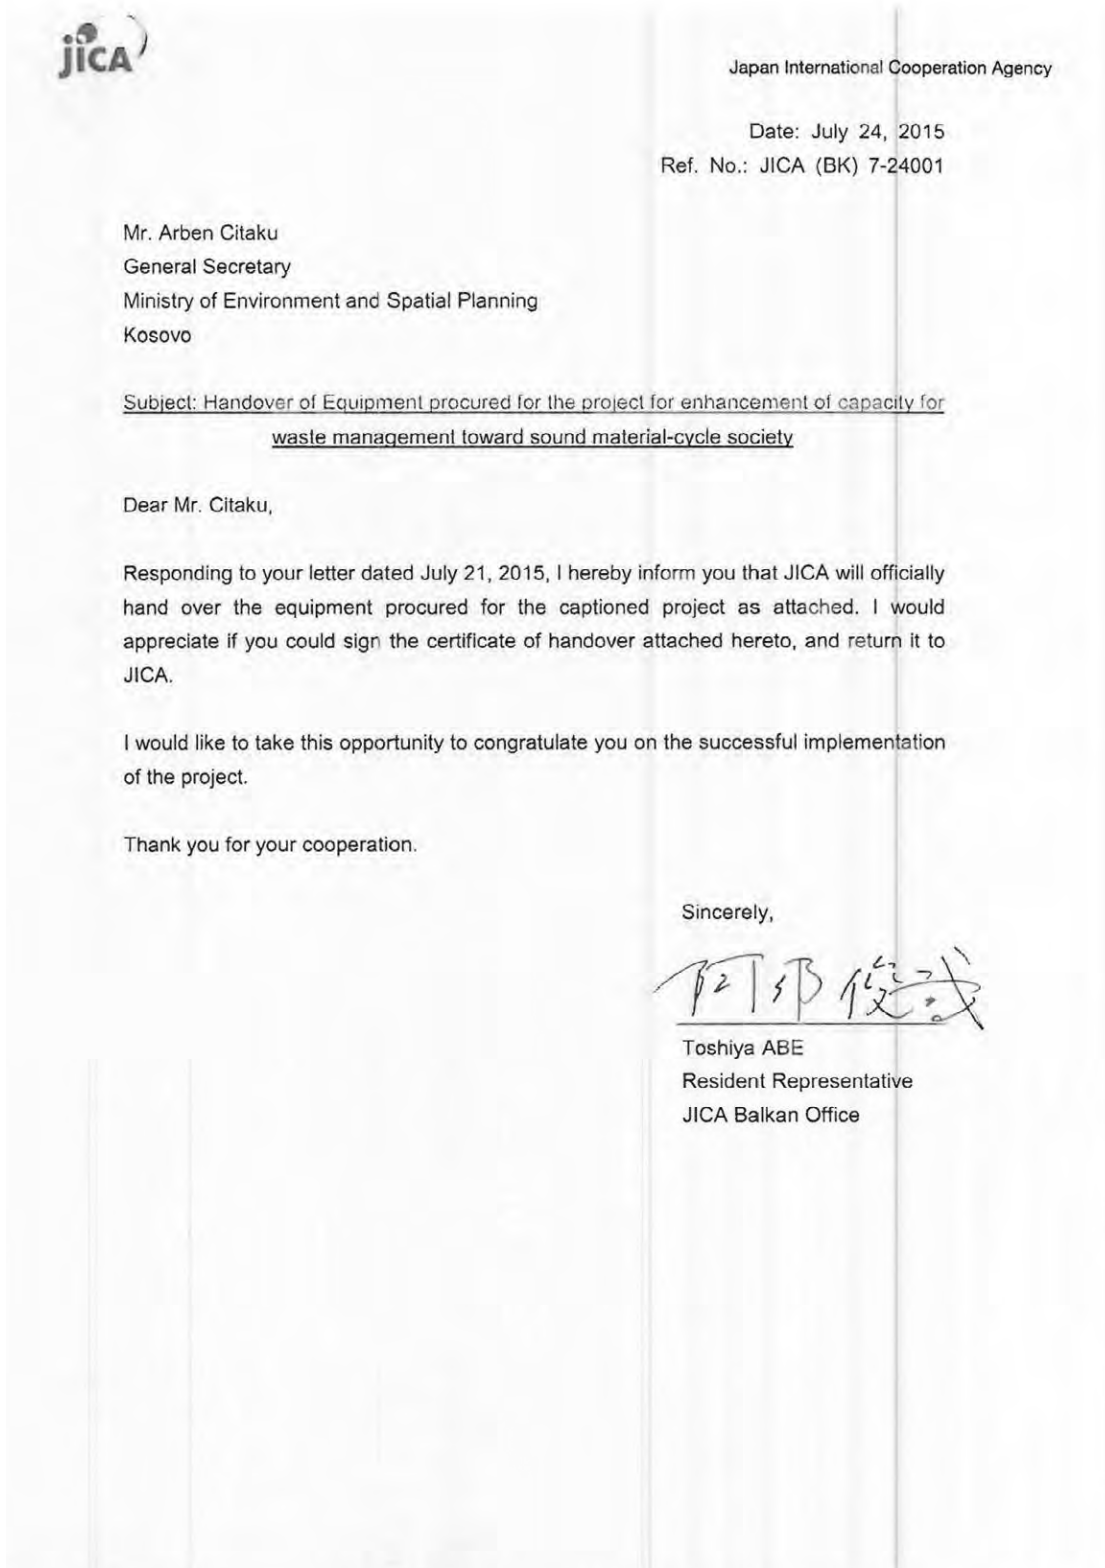 jICA
Japan International Cooperation Agency
Date: July 24, 2015
Ref. No.: JICA (BK) 7-24001
Mr. Arben Citaku
General Secretary
Ministry of Environment and Spatial Planning
Kosovo
Subject: Handover of Equipment procured for the project for enhancement of capacity for
waste management toward sound material-cycle society
Dear Mr. Citaku,
Responding to your letter dated July 21, 2015, I hereby inform you that JICA will officially
hand over the equipment procured for the captioned project as attached. I would
appreciate if you could sign the certificate of handover attached hereto, and return it to
JICA.
I would like to take this opportunity to congratulate you on the successful implementation
of the project.
Thank you for your cooperation.
Sincerely,
阿部俊哉
Toshiya ABE
Resident Representative
JICA Balkan Office